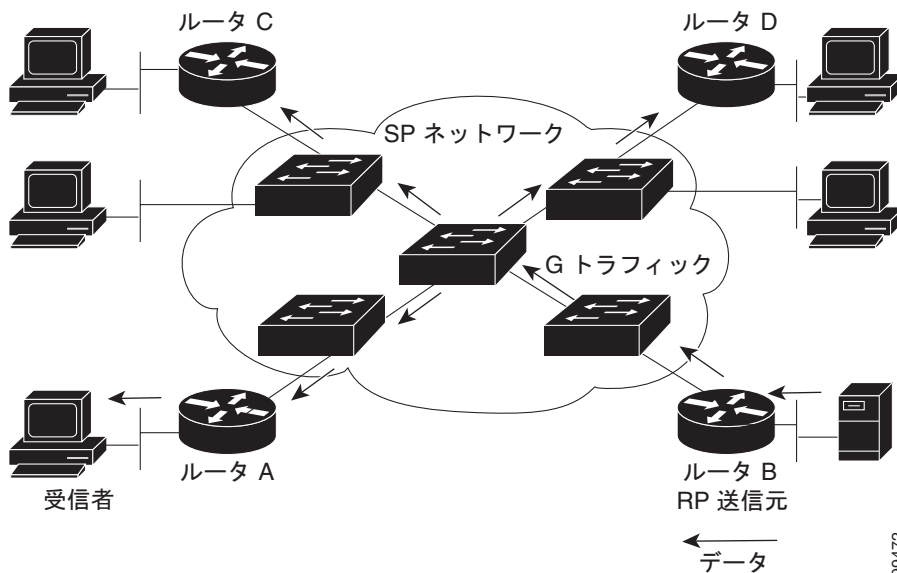 ルータ C
ルータ D
SP ネットワーク
G トラフィック
ルータ A
受信者
ルータ B
RP 送信元
データ